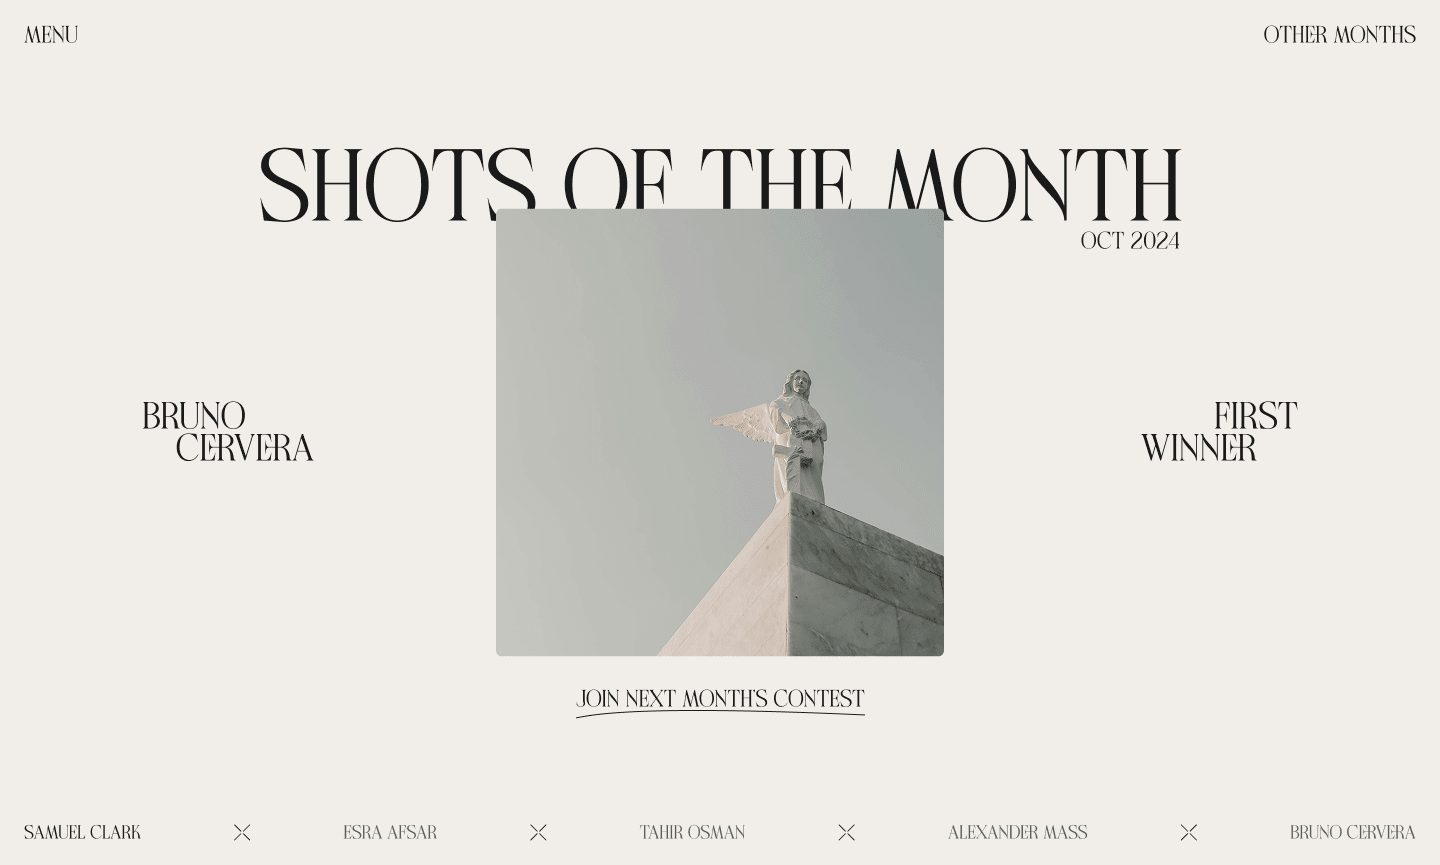 MENU
OTHER MONTHS
SHOTS OF THE MONTH
OCT 2024
BRUNO
CERVERA
FIRST
WINNER
JOIN NEXT MONTH'S CONTEST
SAMUEL CLARK
ESRA AFSAR
TAHIR OSMAN
ALEXANDER MASS
BRUNO CERVERA